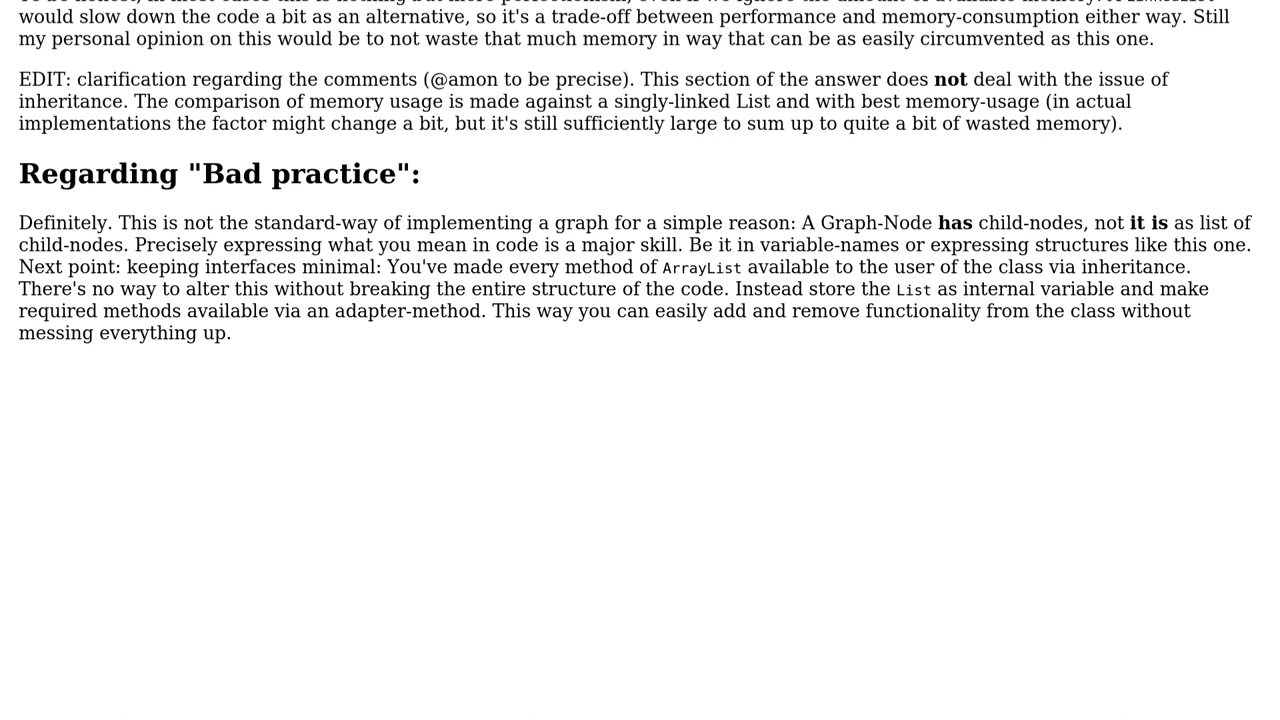 would slow down the code a bit as an alternative, so it's a trade-off between performance and memory-consumption either way. Still
my personal opinion on this would be to not waste that much memory in way that can be as easily circumvented as this one.
EDIT: clarification regarding the comments (@amon to be precise). This section of the answer does not deal with the issue of
inheritance. The comparison of memory usage is made against a singly-linked List and with best memory-usage (in actual
implementations the factor might change a bit, but it's still sufficiently large to sum up to quite a bit of wasted memory).
Regarding "Bad practice":
Definitely. This is not the standard-way of implementing a graph for a simple reason: A Graph-Node has child-nodes, not it is as list of
child-nodes. Precisely expressing what you mean in code is a major skill. Be it in variable-names or expressing structures like this one.
Next point: keeping interfaces minimal: You've made every method of ArrayList available to the user of the class via inheritance.
There's no way to alter this without breaking the entire structure of the code. Instead store the List as internal variable and make
required methods available via an adapter-method. This way you can easily add and remove functionality from the class without
messing everything up.